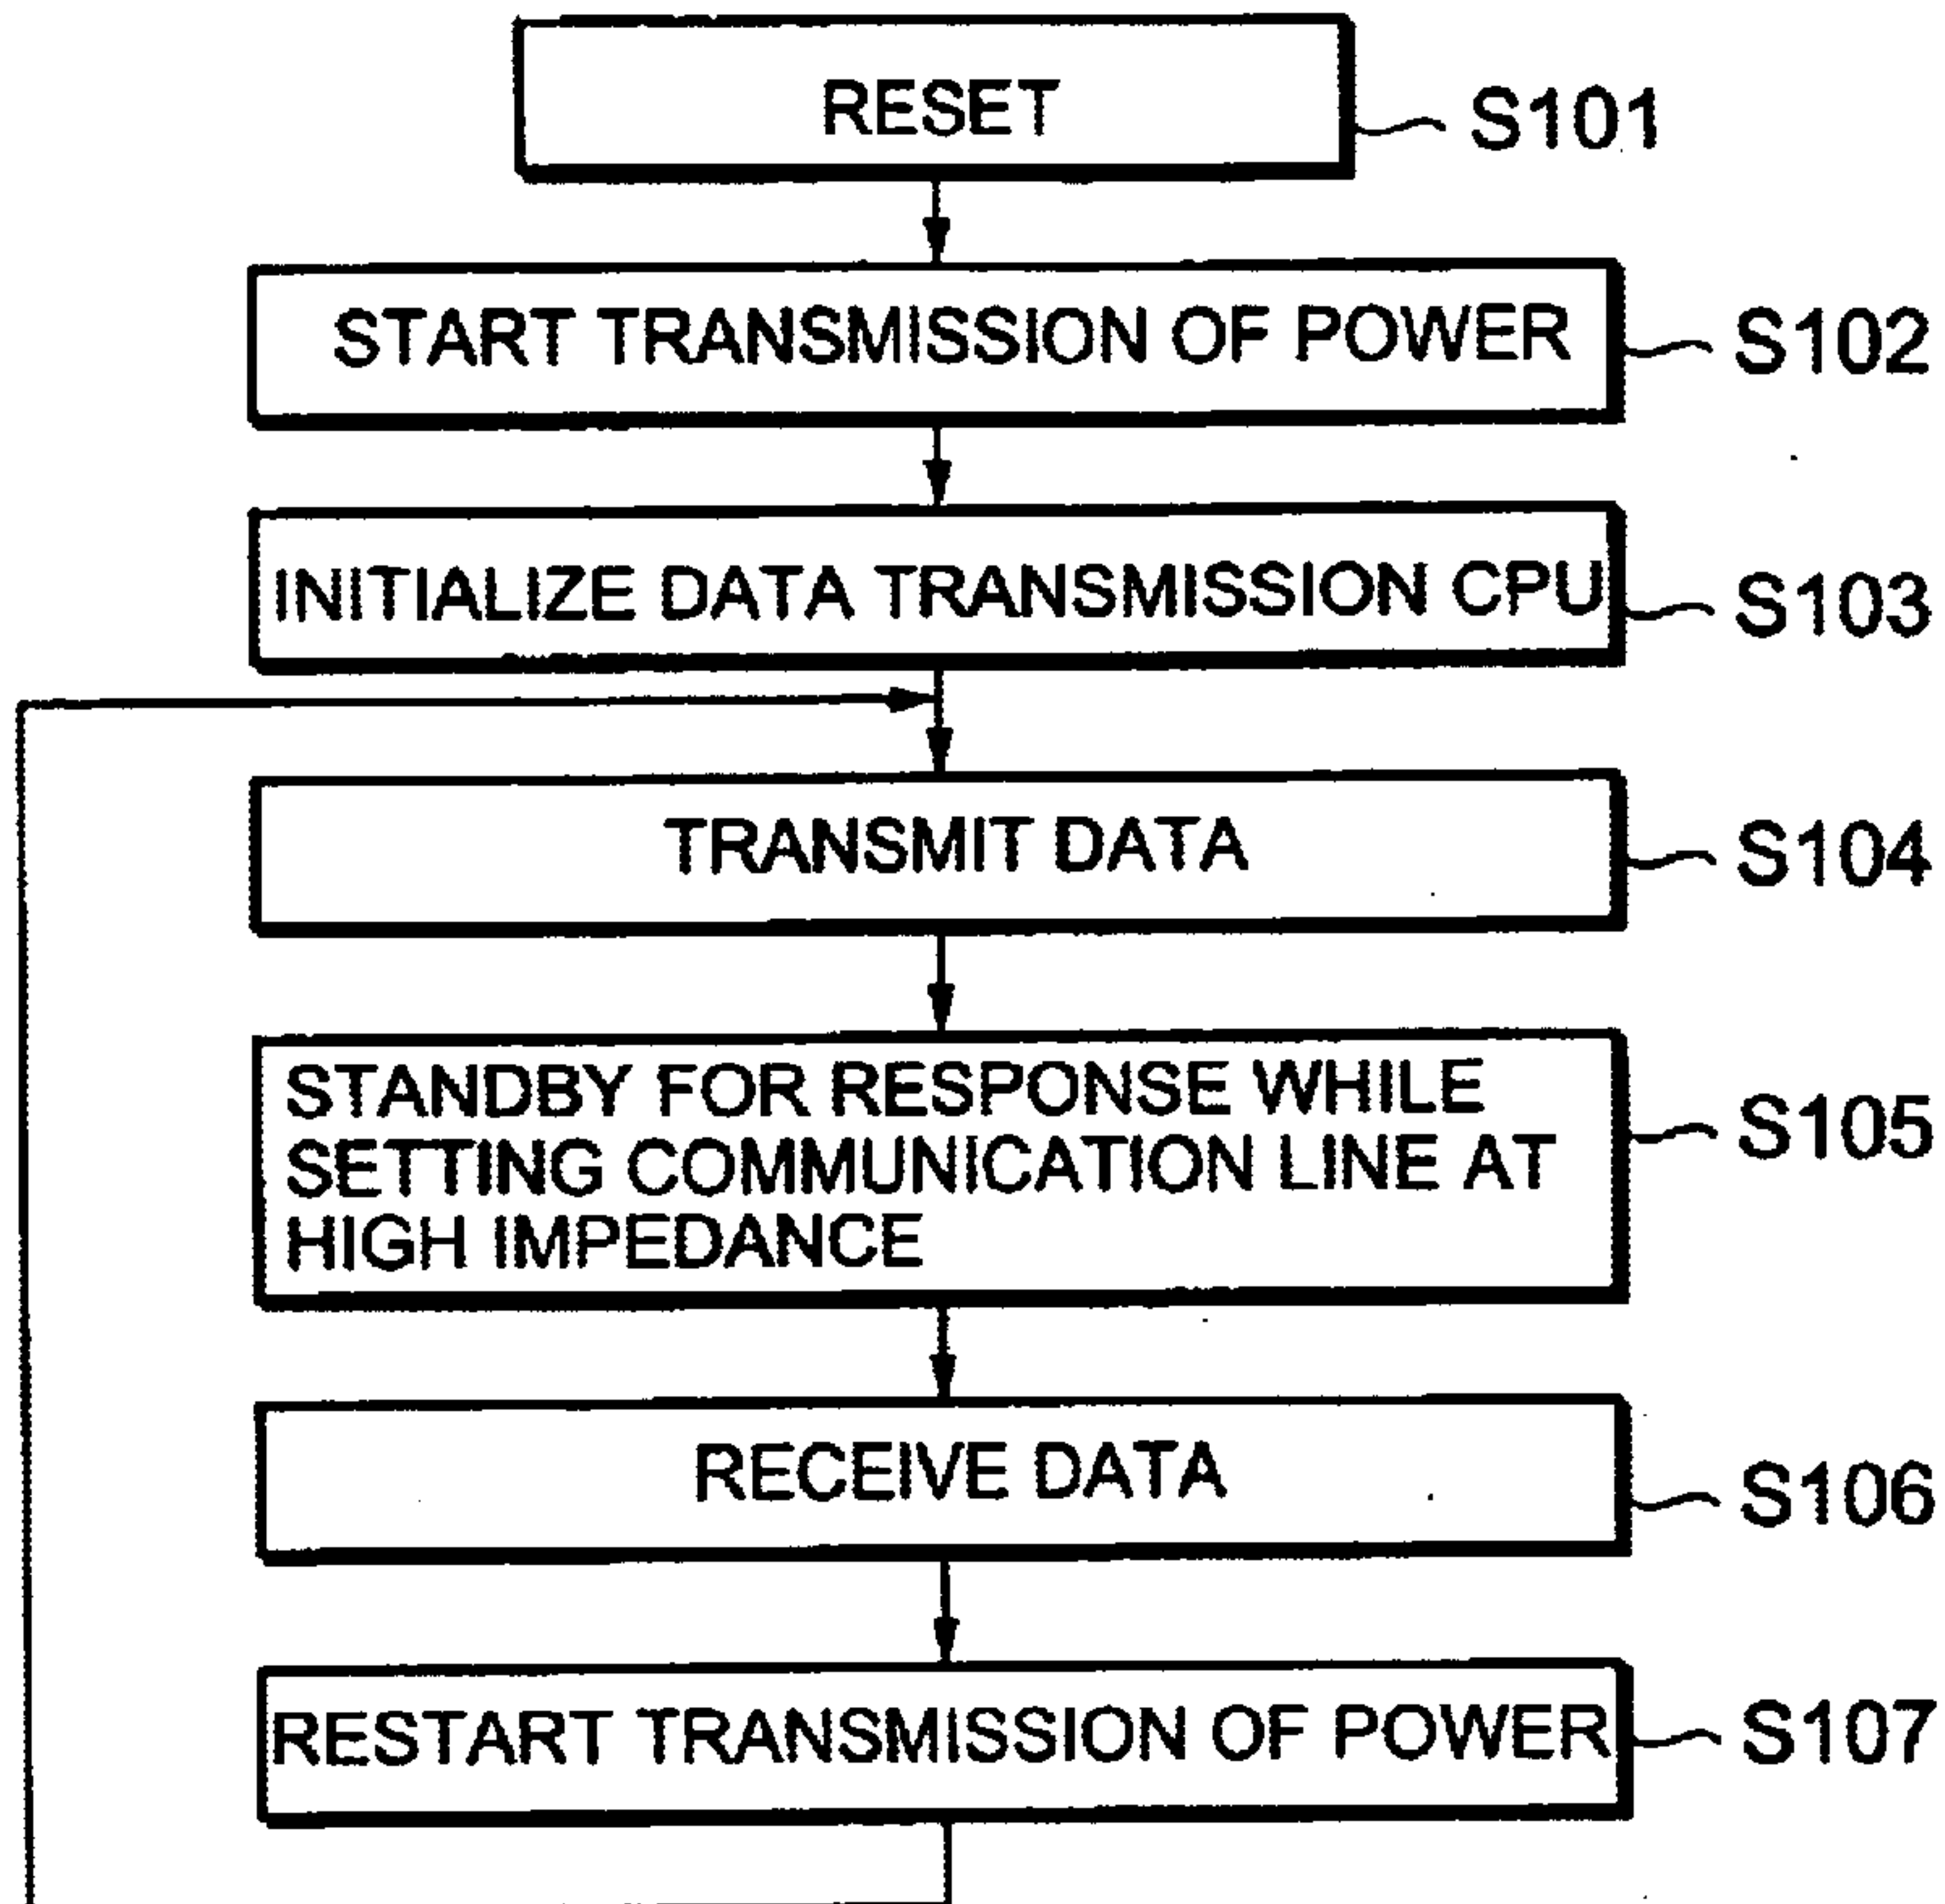 RESET
S101
START TRANSMISSION OF POWER
S102
INITIALIZE DATA TRANSMISSION CPU
S103
TRANSMIT DATA
S104
STANDBY FOR RESPONSE WHILE
SETTING COMMUNICATION LINE AT
HIGH IMPEDANCE
S105
RECEIVE DATA
S106
RESTART TRANSMISSION OF POWER
S107